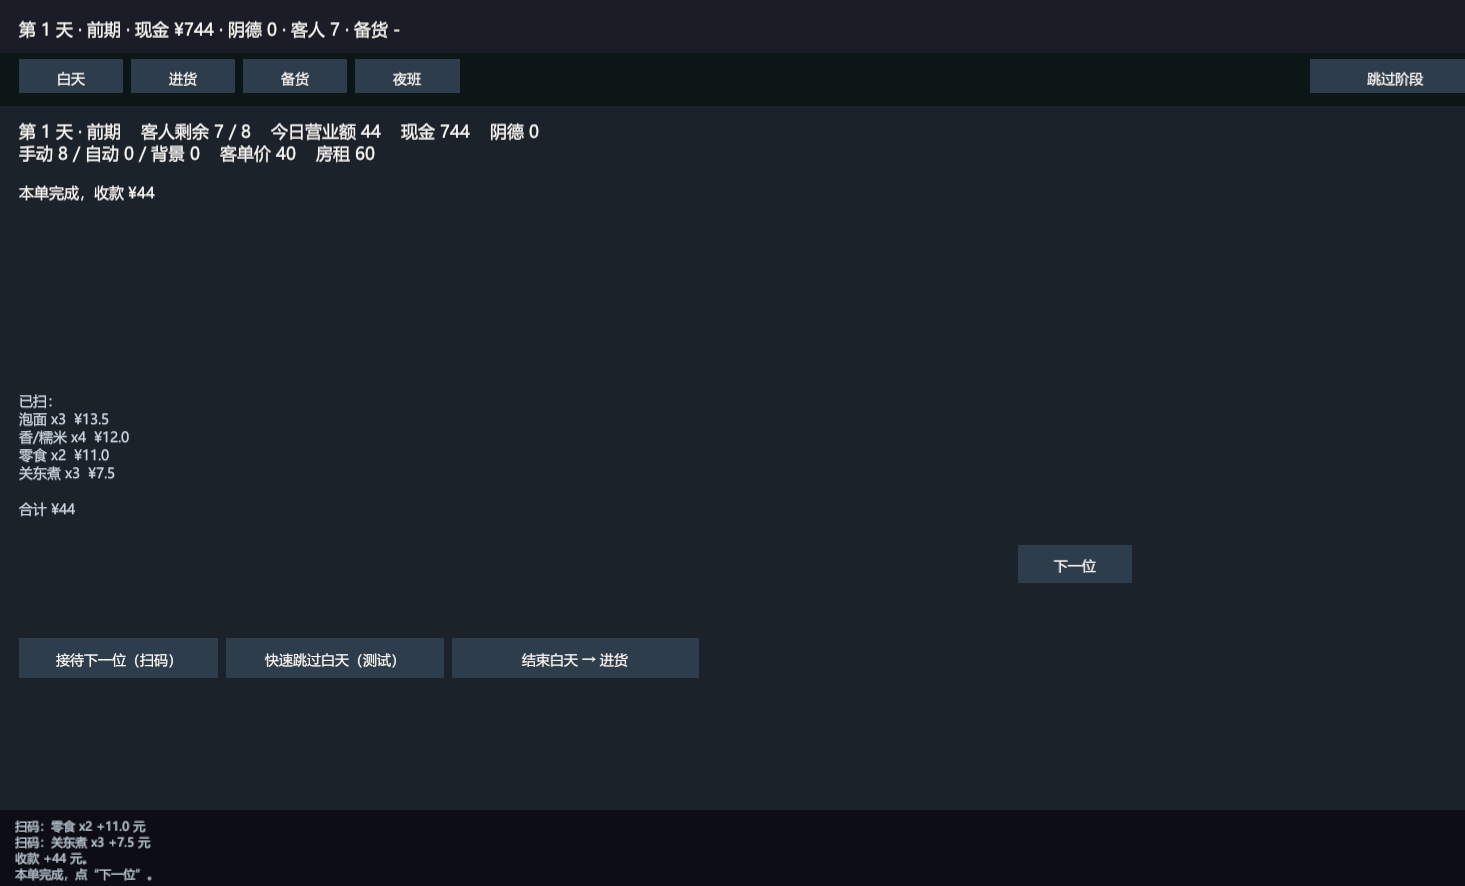 第 1 天 · 前期 · 现金 ¥744 · 阴德 0 · 客人 7 · 备货 -
白天 进货 备货 夜班 跳过阶段
第 1 天 · 前期 客人剩余 7 / 8 今日营业额 44 现金 744 阴德 0
手动 8 / 自动 0 / 背景 0 客单价 40 房租 60
本单完成，收款 ¥44
已扫：
泡面 x3 ¥13.5
香/糯米 x4 ¥12.0
零食 x2 ¥11.0
关东煮 x3 ¥7.5
合计 ¥44
下一位
接待下一位（扫码） 快速跳过白天（测试） 结束白天 → 进货
扫码：零食 x2 +11.0 元
扫码：关东煮 x3 +7.5 元
收款 +44 元。
本单完成，点“下一位”。